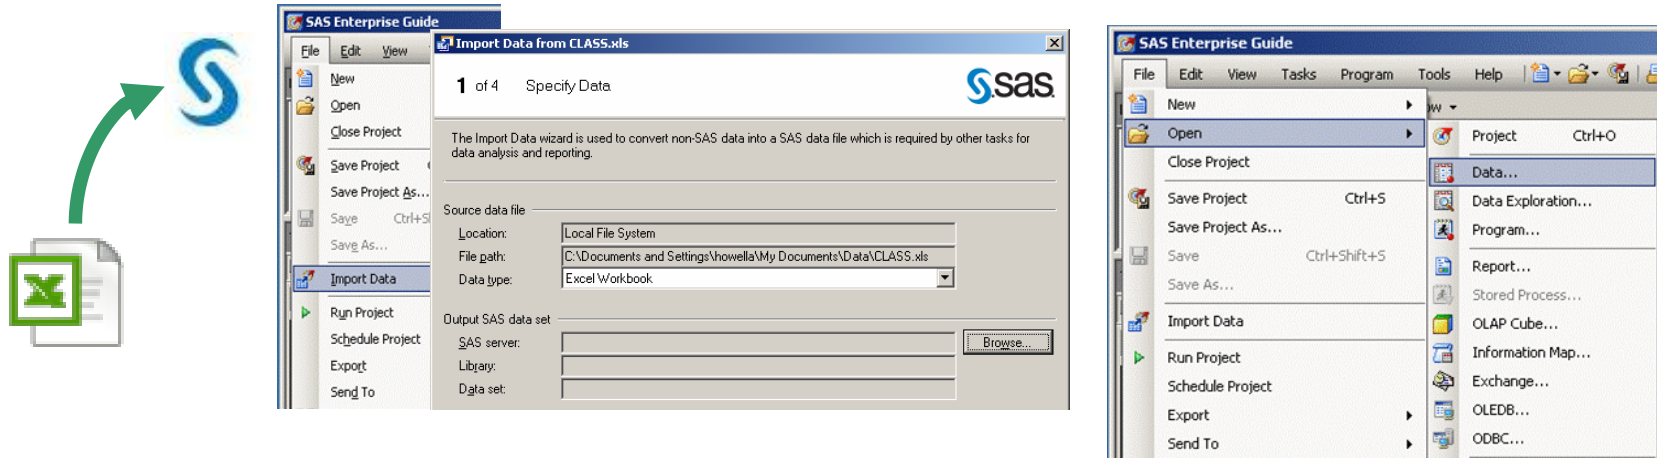 SAS Enterprise Guide
File Edit View
New
Open
Close Project
Save Project
Save Project As...
Save Ctrl+S
Save As...
Import Data
Run Project
Schedule Project
Export
Send To
Import Data from CLASS.xls
1 of 4 Specify Data
sas
The Import Data wizard is used to convert non-SAS data into a SAS data file which is required by other tasks for
data analysis and reporting.
Source data file
Location: Local File System
File path: C:\Documents and Settings\howella\My Documents\Data\CLASS.xls
Data type: Excel Workbook
Output SAS data set
SAS server: Browse...
Library:
Data set:
SAS Enterprise Guide
File Edit View Tasks Program Tools Help
New
Open
Close Project
Save Project Ctrl+S
Save Project As...
Save Ctrl+Shift+S
Save As...
Import Data
Run Project
Schedule Project
Export
Send To
Project Ctrl+O
Data...
Data Exploration...
Program...
Report...
Stored Process...
OLAP Cube...
Information Map...
Exchange...
OLEDB...
ODBC...